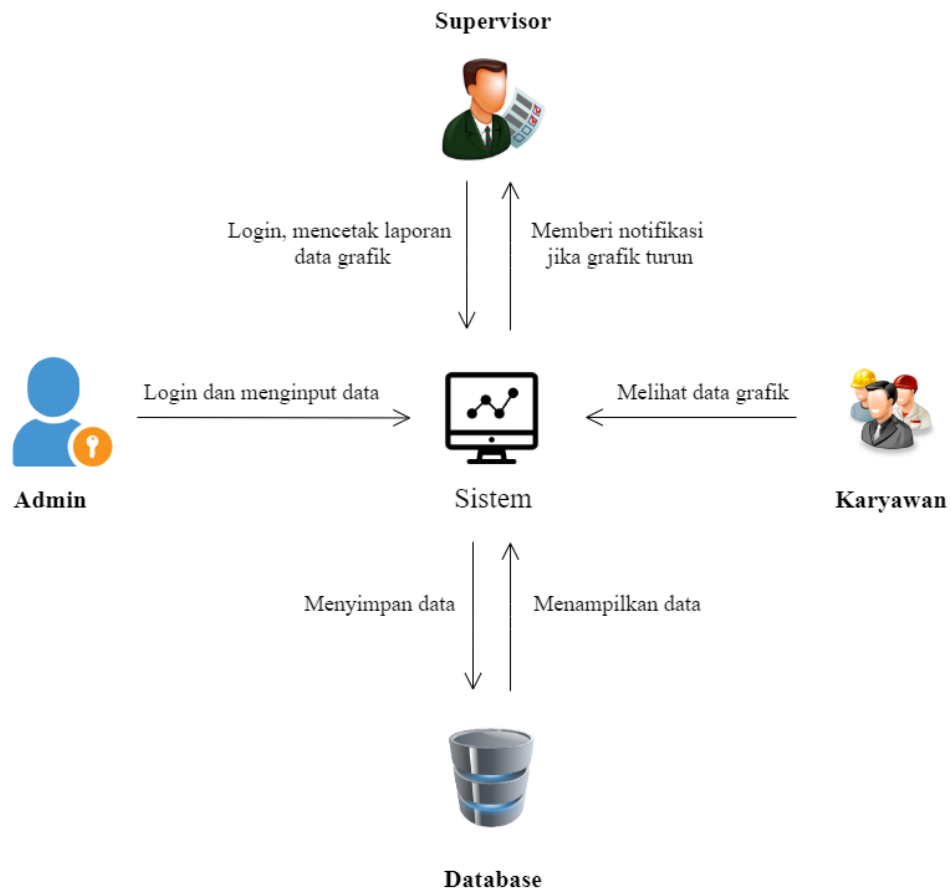 Supervisor
Login, mencetak laporan
data grafik
Memberi notifikasi
jika grafik turun
Login dan menginput data
Melihat data grafik
Admin
Sistem
Karyawan
Menyimpan data
Menampilkan data
Database